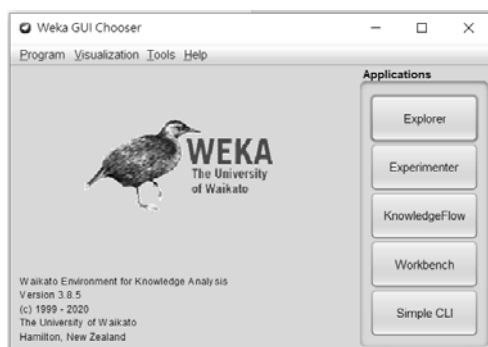 Weka GUI Chooser
Program Visualization Tools Help
Applications
Explorer
Experimenter
KnowledgeFlow
Workbench
Simple CLI
WEKA
The University
of Waikato
Waikato Environment for Knowledge Analysis
Version 3.8.5
(c) 1999 - 2020
The University of Waikato
Hamilton, New Zealand